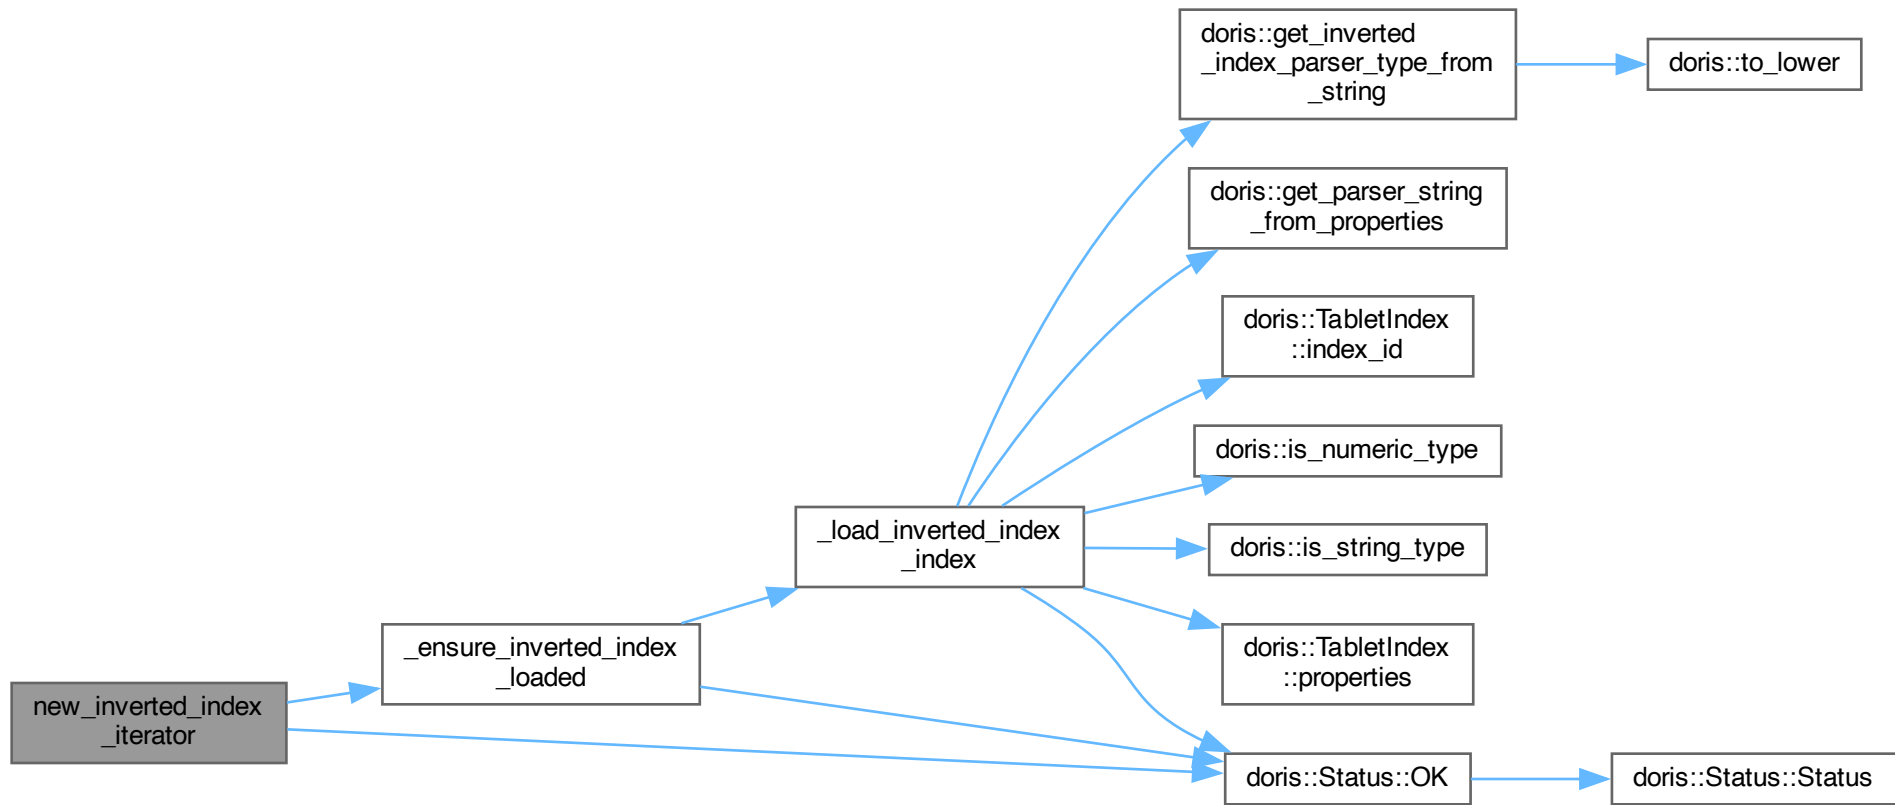 doris::get_inverted
_index_parser_type_from
_string
doris::to_lower
doris::get_parser_string
_from_properties
doris::TabletIndex
::index_id
doris::is_numeric_type
_load_inverted_index
_index
doris::is_string_type
_ensure_inverted_index
_loaded
doris::TabletIndex
::properties
new_inverted_index
_iterator
doris::Status::OK
doris::Status::Status